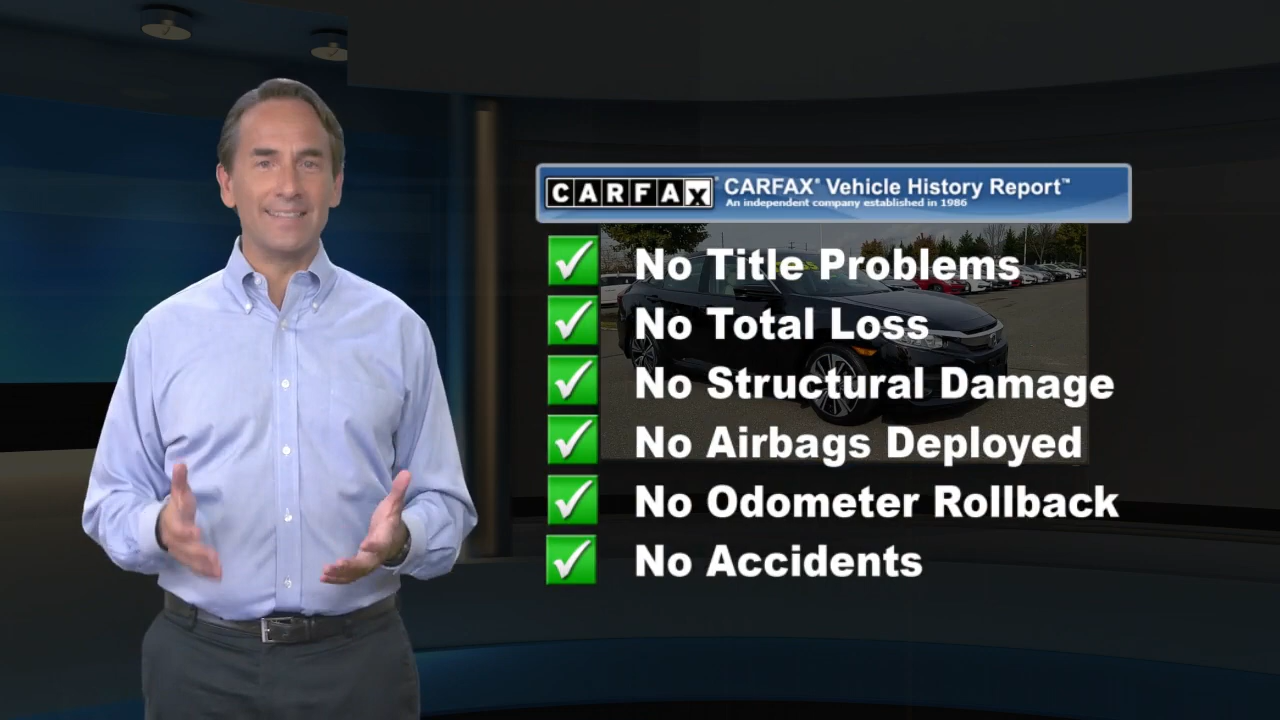 CARFAX® CARFAX® Vehicle History Report™
An independent company established in 1986
No Title Problems
No Total Loss
No Structural Damage
No Airbags Deployed
No Odometer Rollback
No Accidents